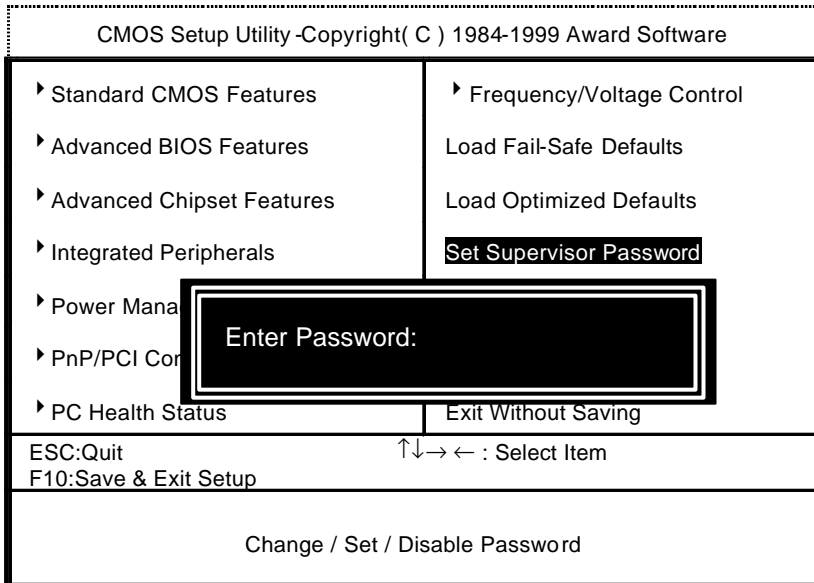 CMOS Setup Utility -Copyright( C ) 1984-1999 Award Software
Standard CMOS Features
Advanced BIOS Features
Advanced Chipset Features
Integrated Peripherals
Power Mana
PnP/PCI Con
PC Health Status
Frequency/Voltage Control
Load Fail-Safe Defaults
Load Optimized Defaults
Set Supervisor Password
Exit Without Saving
Enter Password:
ESC:Quit ↑↓→ ← : Select Item
F10:Save & Exit Setup
Change / Set / Disable Password